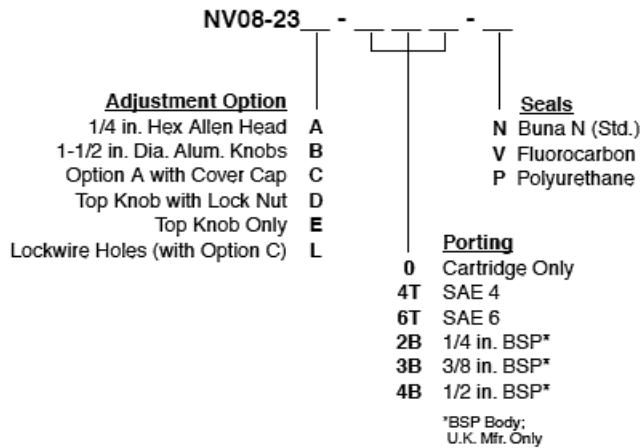 NV08-23__ - __ __ __ - __
Adjustment Option
1/4 in. Hex Allen Head A
1-1/2 in. Dia. Alum. Knobs B
Option A with Cover Cap C
Top Knob with Lock Nut D
Top Knob Only E
Lockwire Holes (with Option C) L
Seals
N Buna N (Std.)
V Fluorocarbon
P Polyurethane
Porting
0 Cartridge Only
4T SAE 4
6T SAE 6
2B 1/4 in. BSP*
3B 3/8 in. BSP*
4B 1/2 in. BSP*
*BSP Body;
U.K. Mfr. Only